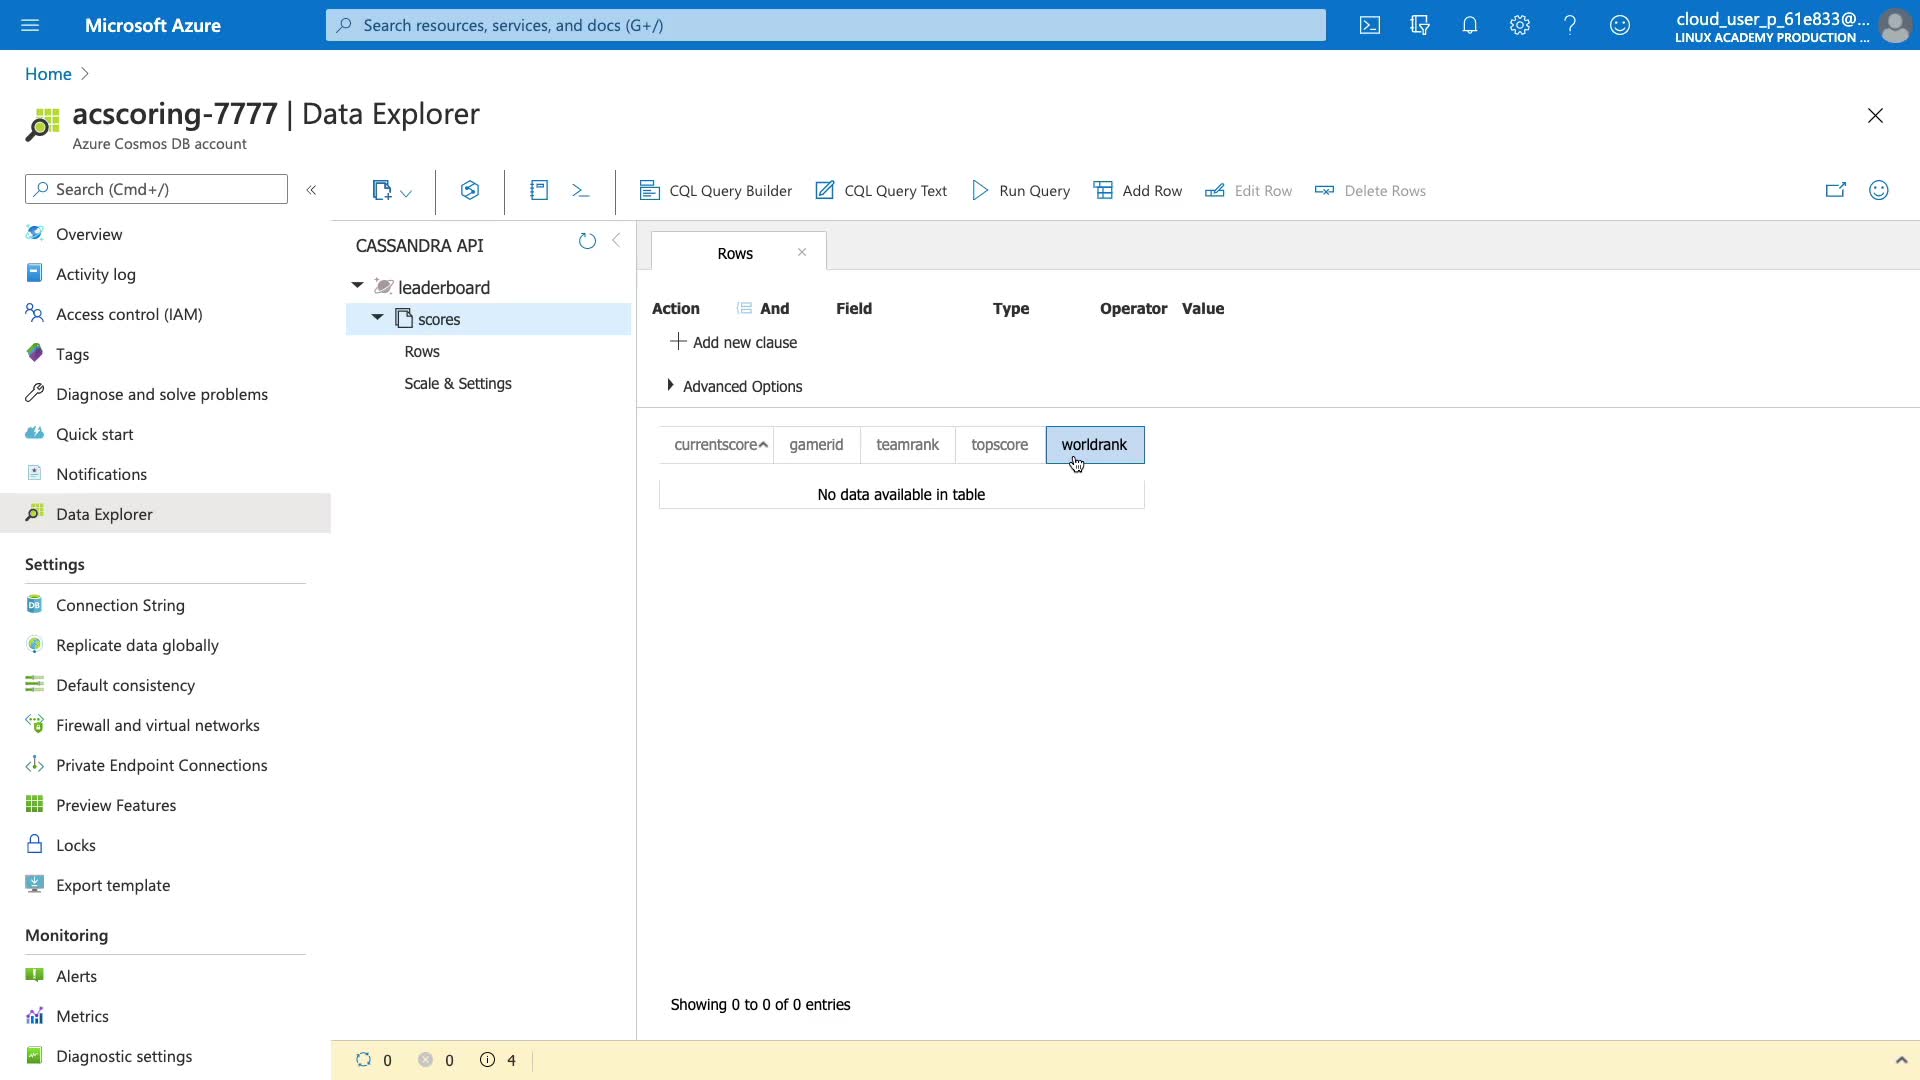 Microsoft Azure
Search resources, services, and docs (G+/)
cloud_user_p_61e833@...
LINUX ACADEMY PRODUCTION ...
Home
acscoring-7777 | Data Explorer
Azure Cosmos DB account
Search (Cmd+/)
CQL Query Builder
CQL Query Text
Run Query
Add Row
Edit Row
Delete Rows
Overview
Activity log
Access control (IAM)
Tags
Diagnose and solve problems
Quick start
Notifications
Data Explorer
Settings
Connection String
Replicate data globally
Default consistency
Firewall and virtual networks
Private Endpoint Connections
Preview Features
Locks
Export template
Monitoring
Alerts
Metrics
Diagnostic settings
CASSANDRA API
leaderboard
scores
Rows
Scale & Settings
Rows
Action And Field Type Operator Value
Add new clause
Advanced Options
currentscore gamerid teamrank topscore worldrank
No data available in table
Showing 0 to 0 of 0 entries
0 0 4